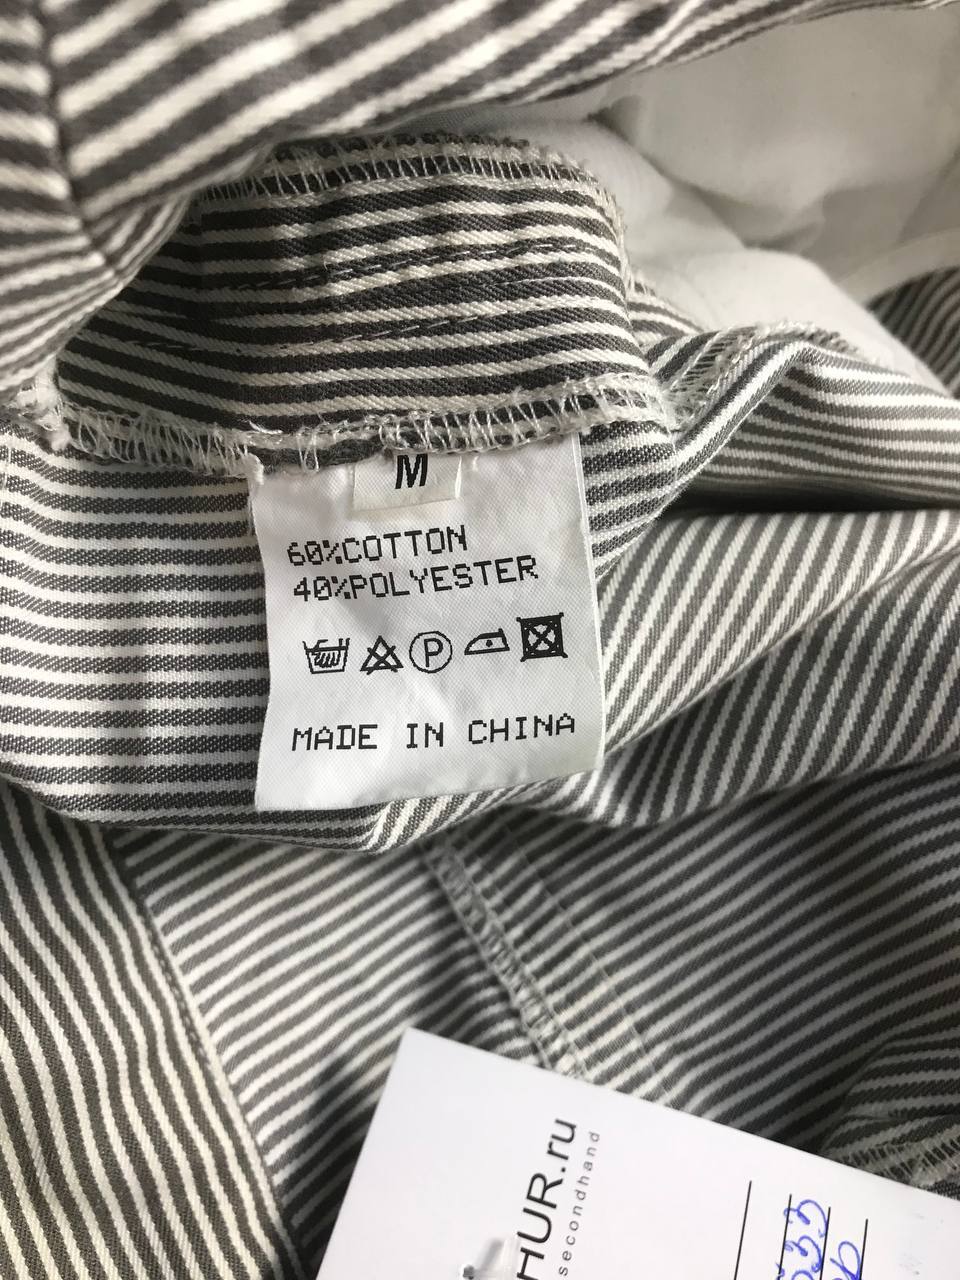 M
60%COTTON
40%POLYESTER
P
MADE IN CHINA
HUR.ru
secondhand